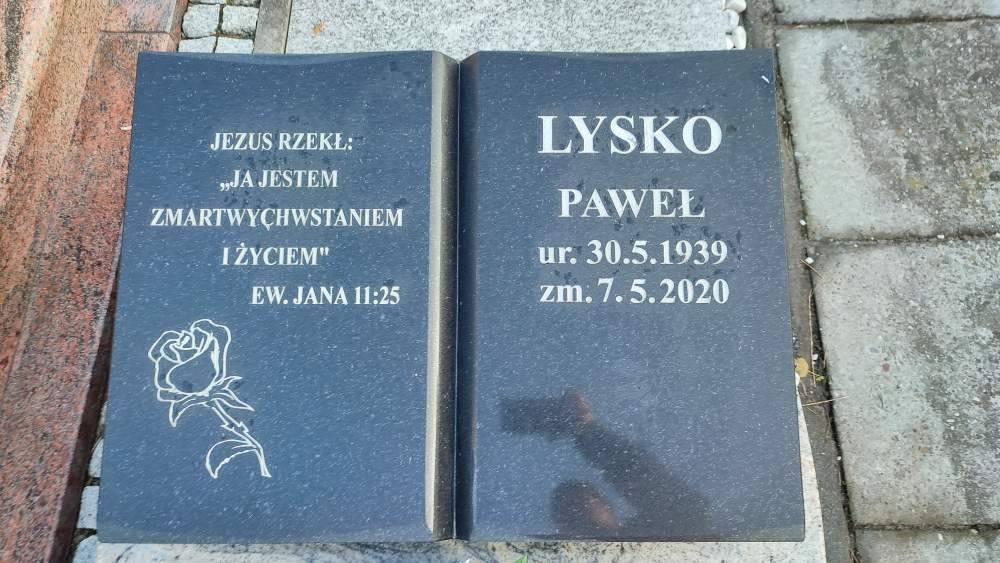 JEZUS RZEKŁ:
„JA JESTEM
ZMARTWYCHWSTANIEM
I ŻYCIEM"
EW. JANA 11:25
LYSKO
PAWEŁ
ur. 30.5.1939
zm. 7.5.2020